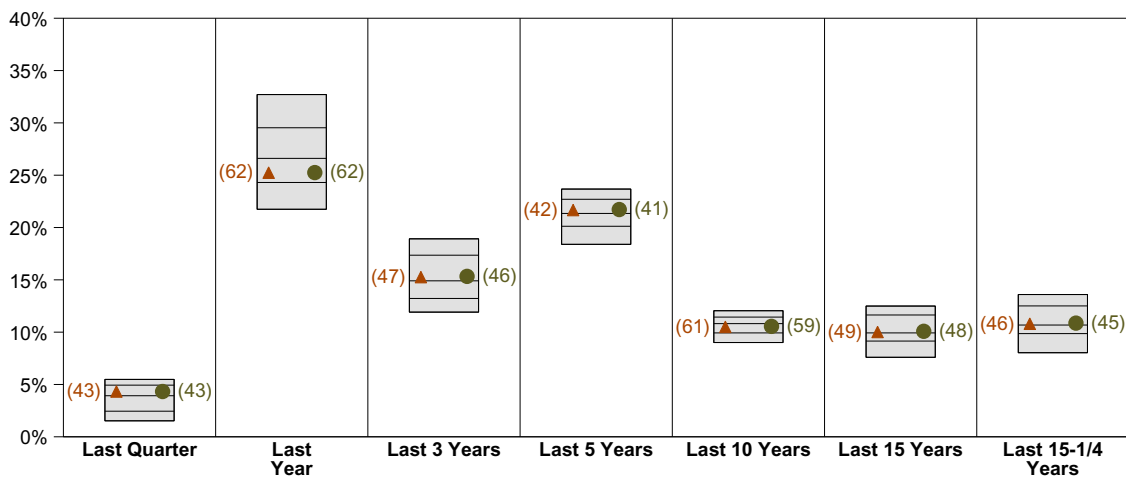 40%
35%
30%
25%
20%
15%
10%
5%
0%
(43) (43)
(62) (62)
(47) (46)
(42) (41)
(61) (59)
(49) (48)
(46) (45)
Last Quarter
Last
Year
Last 3 Years
Last 5 Years
Last 10 Years
Last 15 Years
Last 15-1/4
Years